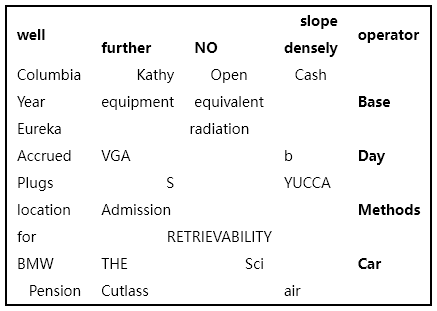 well further NO slope densely operator
Columbia Kathy Open Cash
Year equipment equivalent Base
Eureka radiation
Accrued VGA b Day
Plugs S YUCCA
location Admission Methods
for RETRIEVABILITY
BMW THE Sci Car
Pension Cutlass air